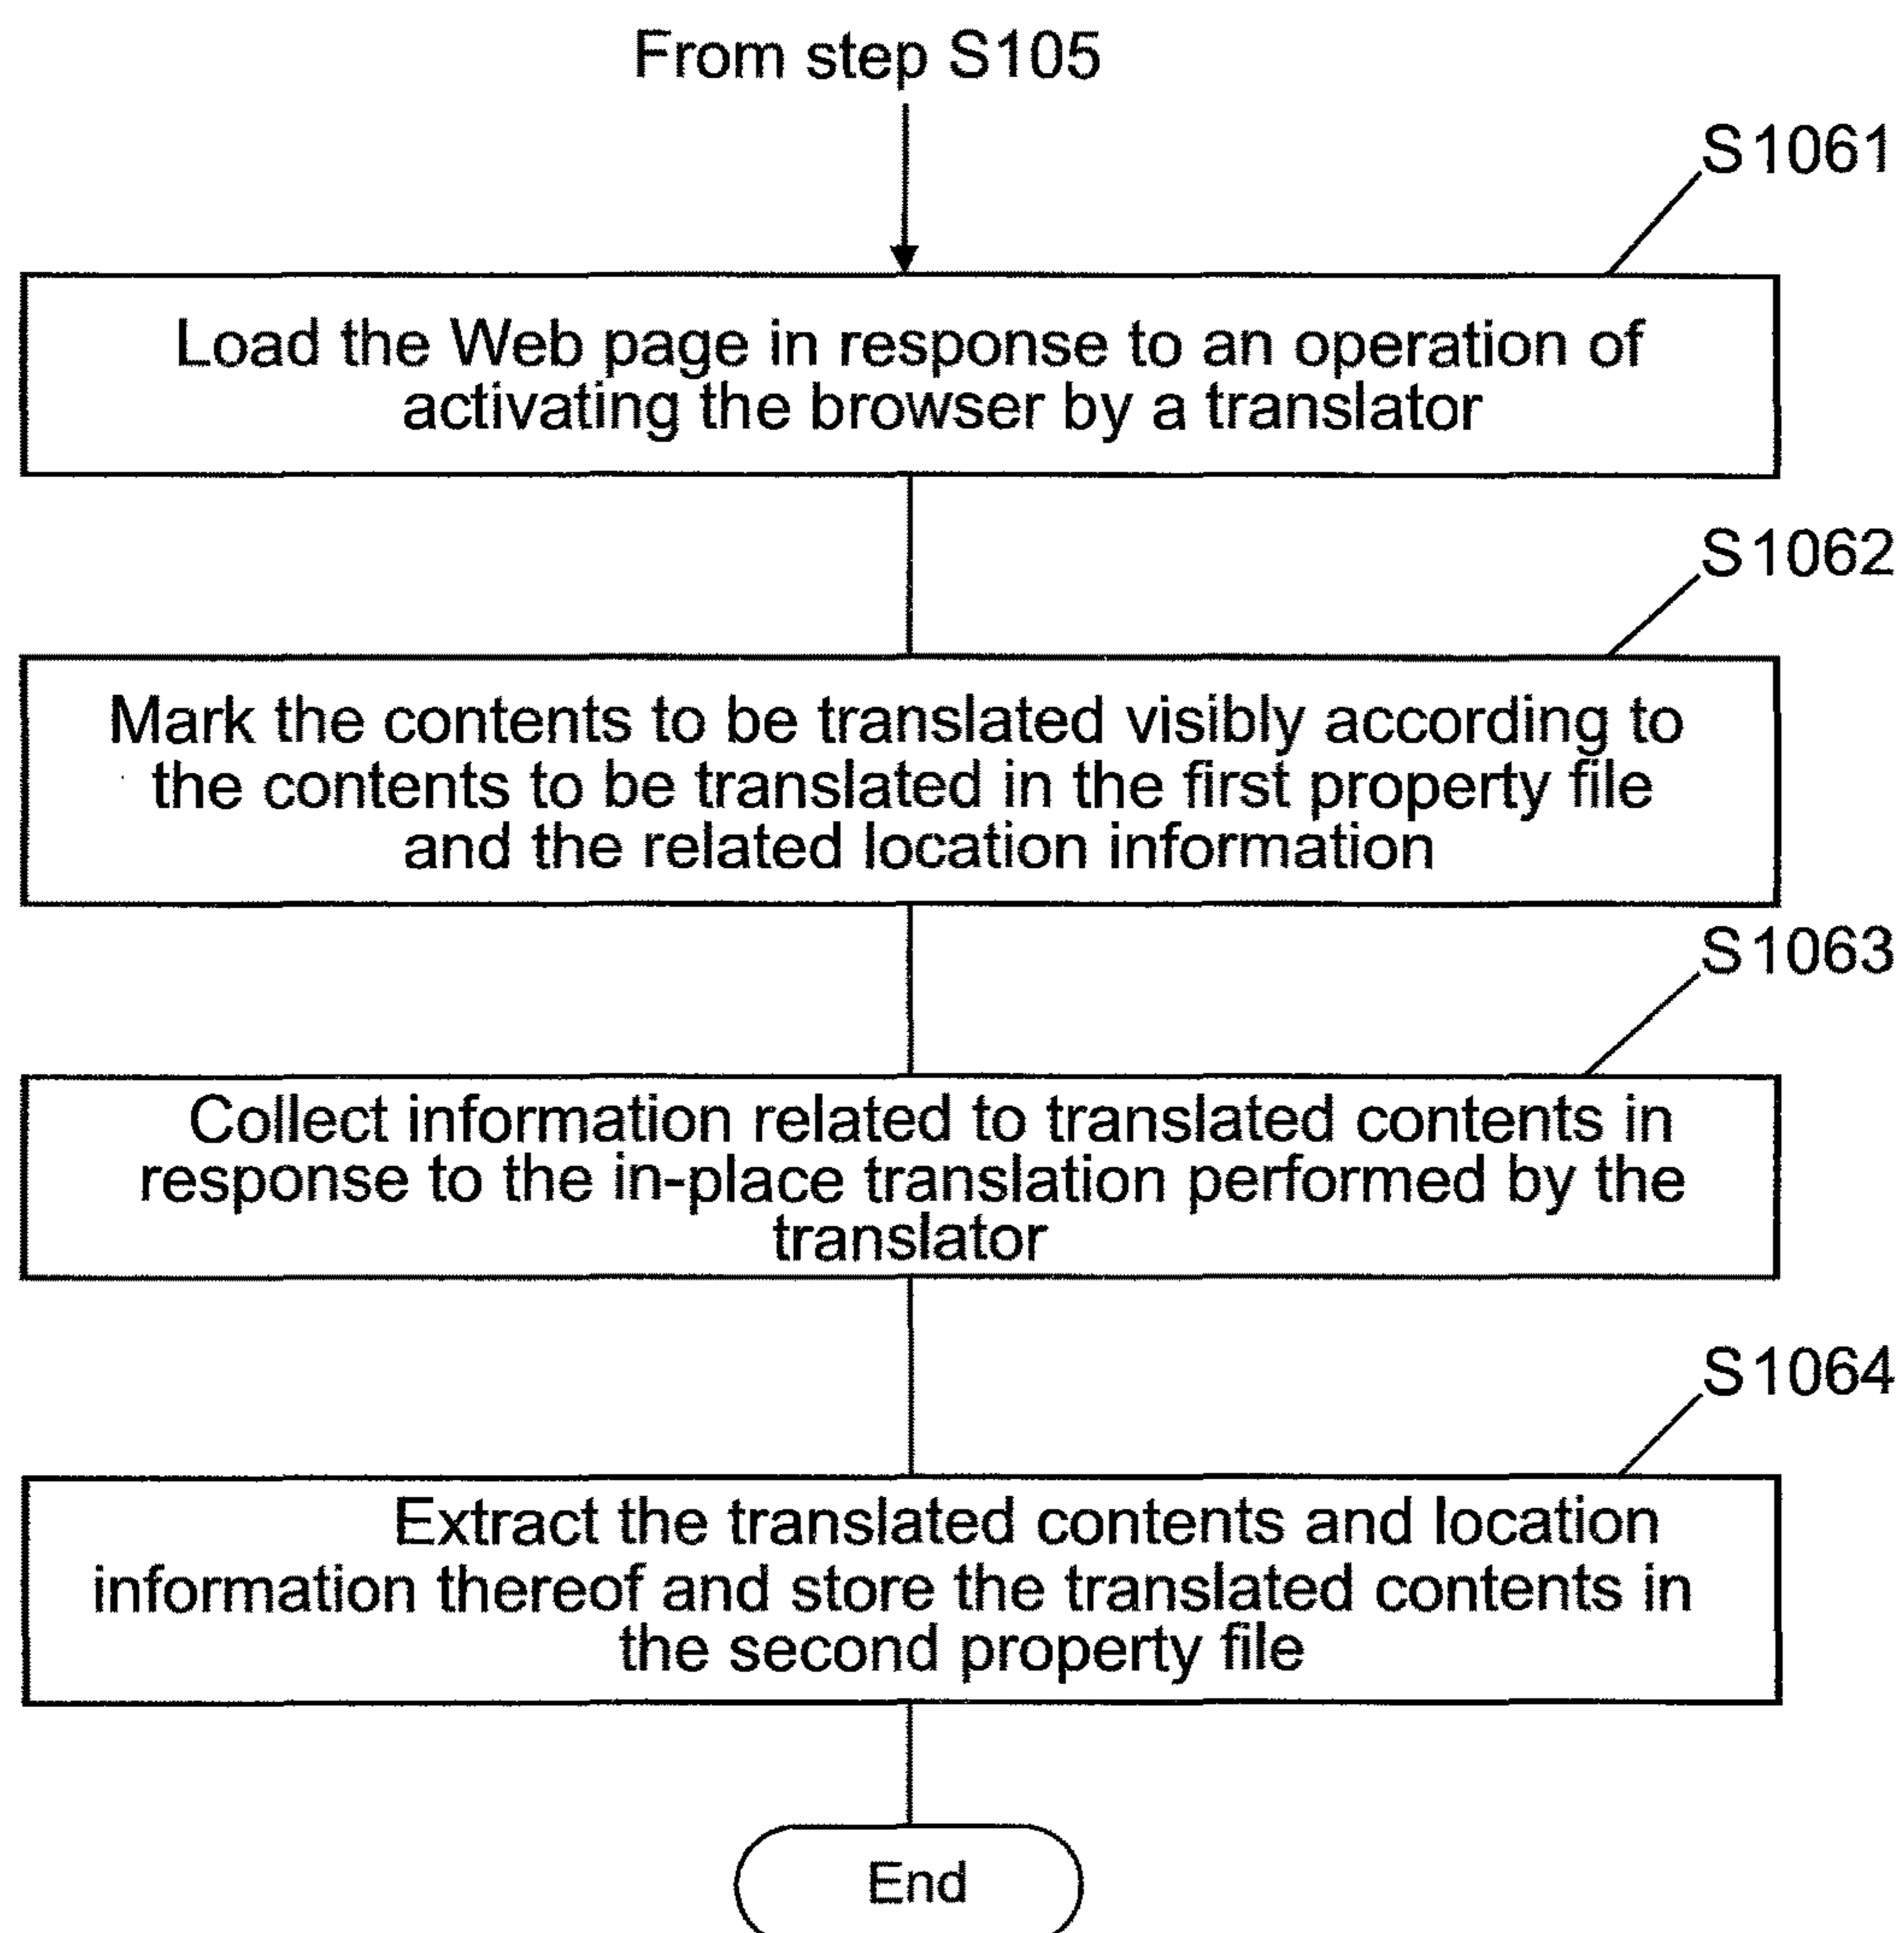 From step S105
S1061
Load the Web page in response to an operation of
activating the browser by a translator
S1062
Mark the contents to be translated visibly according to
the contents to be translated in the first property file
and the related location information
S1063
Collect information related to translated contents in
response to the in-place translation performed by the
translator
S1064
Extract the translated contents and location
information thereof and store the translated contents in
the second property file
End